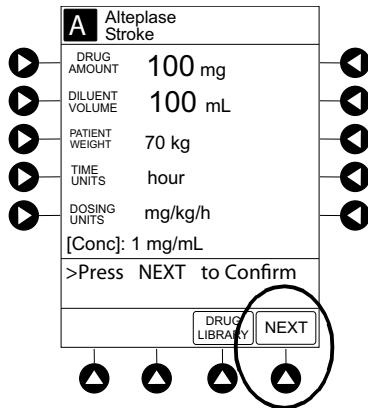 A Alteplase
Stroke
DRUG
AMOUNT 100 mg
DILUENT
VOLUME 100 mL
PATIENT
WEIGHT 70 kg
TIME
UNITS hour
DOSING
UNITS mg/kg/h
[Conc]: 1 mg/mL
>Press NEXT to Confirm
DRUG
LIBRARY NEXT